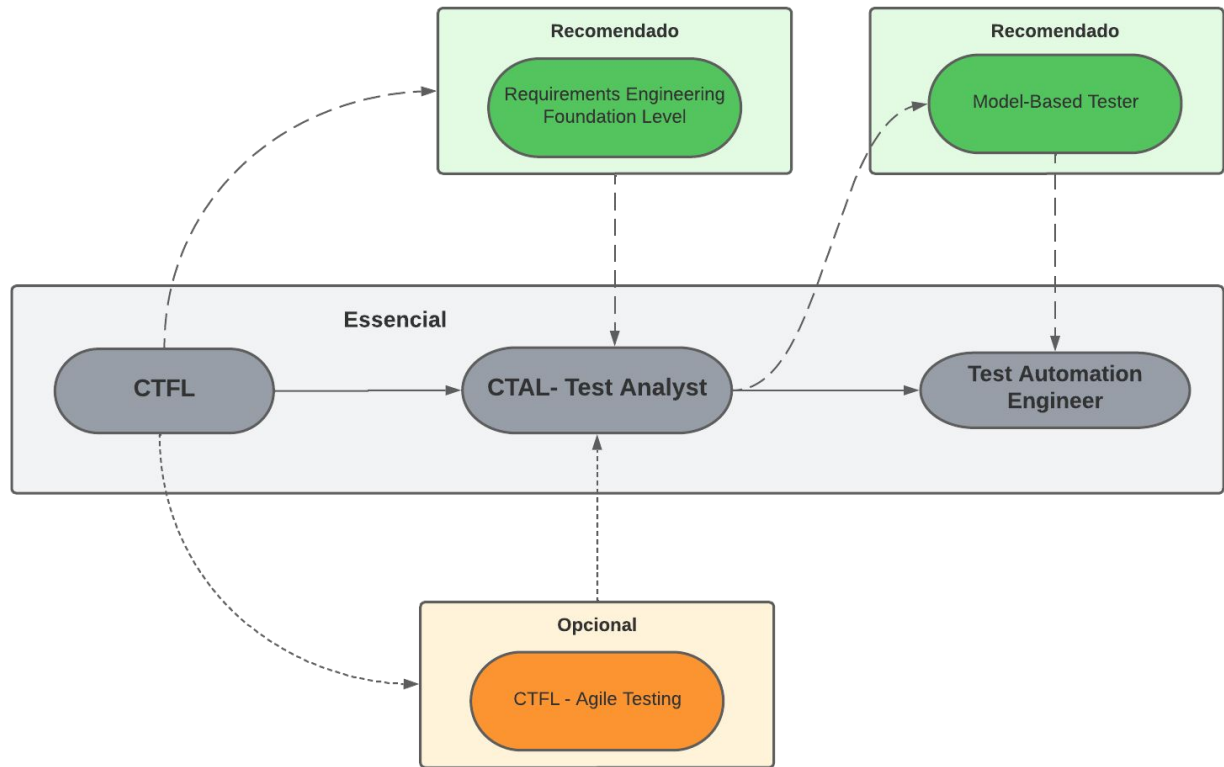 Recomendado
Requirements Engineering
Foundation Level
Recomendado
Model-Based Tester
Essencial
CTFL
CTAL- Test Analyst
Test Automation
Engineer
Opcional
CTFL - Agile Testing